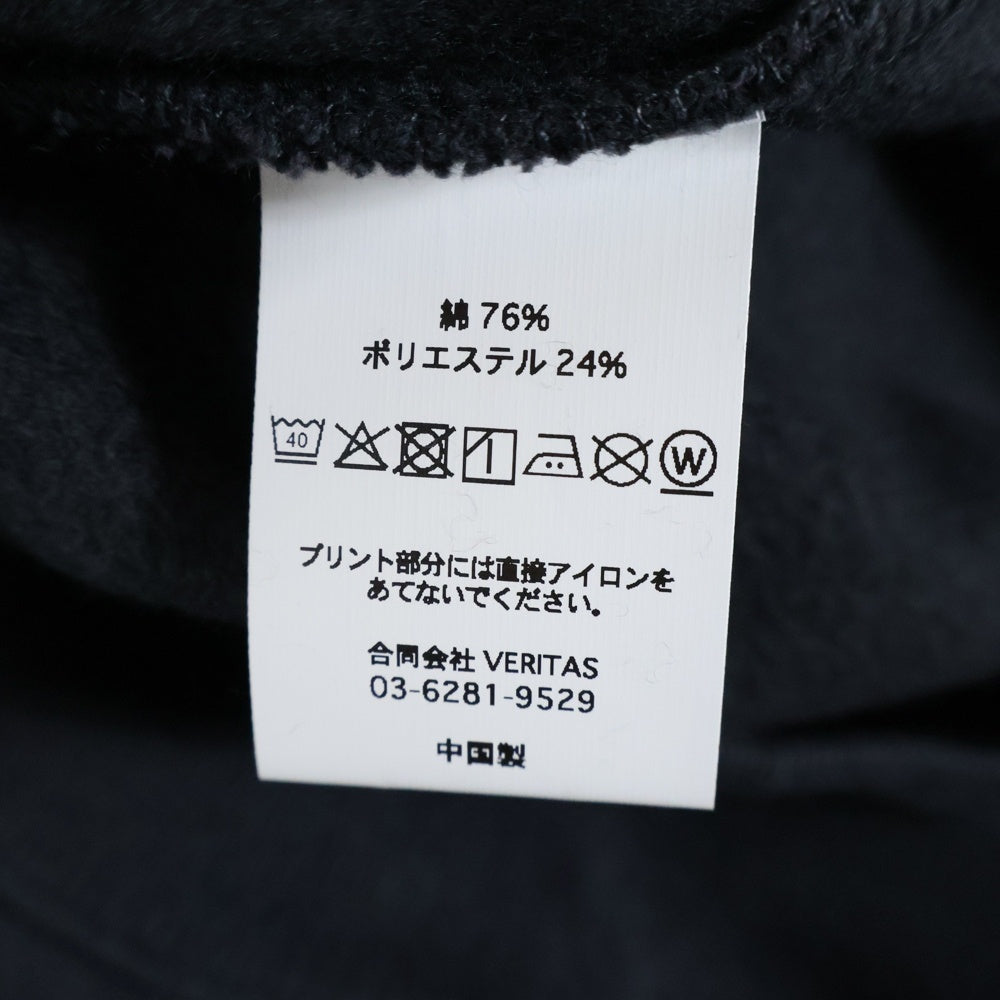 綿 76%
ポリエステル 24%
40
W
プリント部分には直接アイロンを
あてないでください。
合同会社 VERITAS
03-6281-9529
中国製